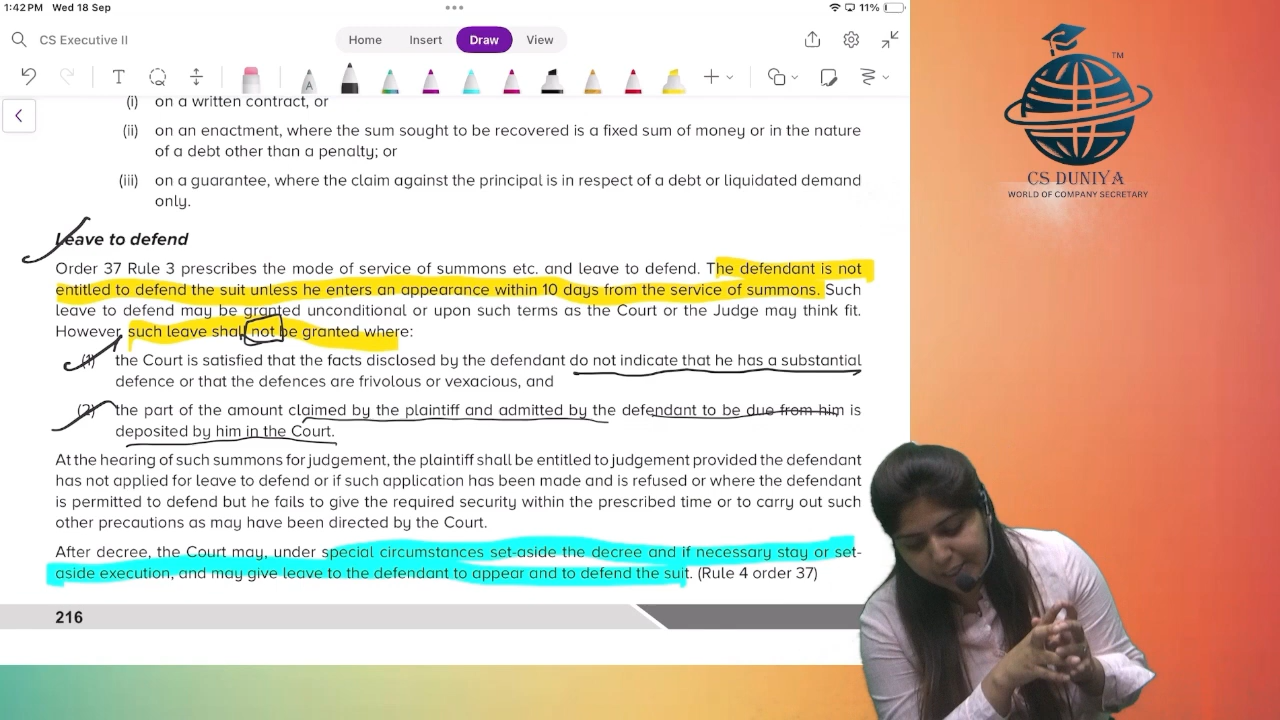 1:42 PM Wed 18 Sep
11%
CS Executive II
Home Insert Draw View
T
A
(i) on a written contract, or
(ii) on an enactment, where the sum sought to be recovered is a fixed sum of money or in the nature
of a debt other than a penalty; or
(iii) on a guarantee, where the claim against the principal is in respect of a debt or liquidated demand
only.
Leave to defend
Order 37 Rule 3 prescribes the mode of service of summons etc. and leave to defend. The defendant is not
entitled to defend the suit unless he enters an appearance within 10 days from the service of summons. Such
leave to defend may be granted unconditional or upon such terms as the Court or the Judge may think fit.
However, such leave shall not be granted where:
(1) the Court is satisfied that the facts disclosed by the defendant do not indicate that he has a substantial
defence or that the defences are frivolous or vexacious, and
(2) the part of the amount claimed by the plaintiff and admitted by the defendant to be due from him is
deposited by him in the Court.
At the hearing of such summons for judgement, the plaintiff shall be entitled to judgement provided the defendant
has not applied for leave to defend or if such application has been made and is refused or where the defendant
is permitted to defend but he fails to give the required security within the prescribed time or to carry out such
other precautions as may have been directed by the Court.
After decree, the Court may, under special circumstances set-aside the decree and if necessary stay or set-
aside execution, and may give leave to the defendant to appear and to defend the suit. (Rule 4 order 37)
216
TM
CS DUNIYA
WORLD OF COMPANY SECRETARY